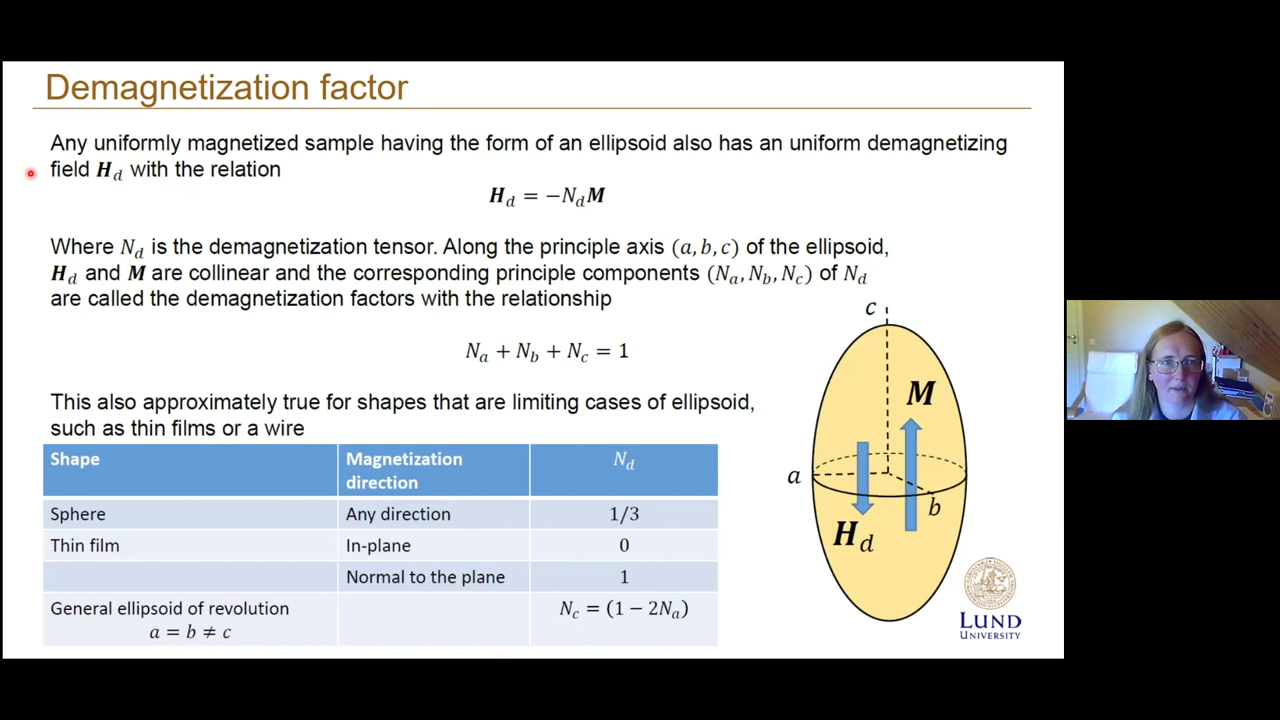 Demagnetization factor
Any uniformly magnetized sample having the form of an ellipsoid also has an uniform demagnetizing
field H_d with the relation
H_d = −N_d M
Where N_d is the demagnetization tensor. Along the principle axis (a, b, c) of the ellipsoid,
H_d and M are collinear and the corresponding principle components (N_a, N_b, N_c) of N_d
are called the demagnetization factors with the relationship
N_a + N_b + N_c = 1
This also approximately true for shapes that are limiting cases of ellipsoid,
such as thin films or a wire
Shape
Magnetization
direction
N_d
Sphere
Any direction
1/3
Thin film
In-plane
0
Normal to the plane
1
General ellipsoid of revolution
a = b ≠ c
N_c = (1 − 2N_a)
c
M
a
b
H_d
LUND
UNIVERSITY